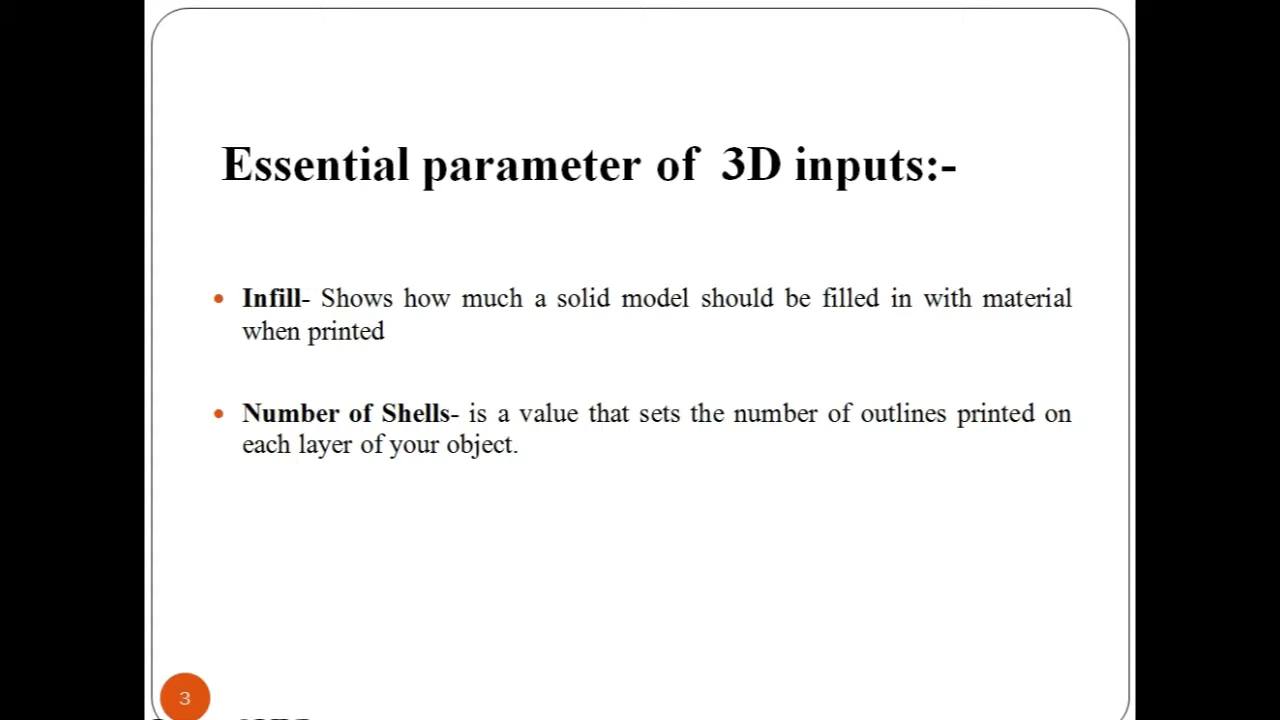 Essential parameter of 3D inputs:-
• Infill- Shows how much a solid model should be filled in with material
when printed
• Number of Shells- is a value that sets the number of outlines printed on
each layer of your object.
3